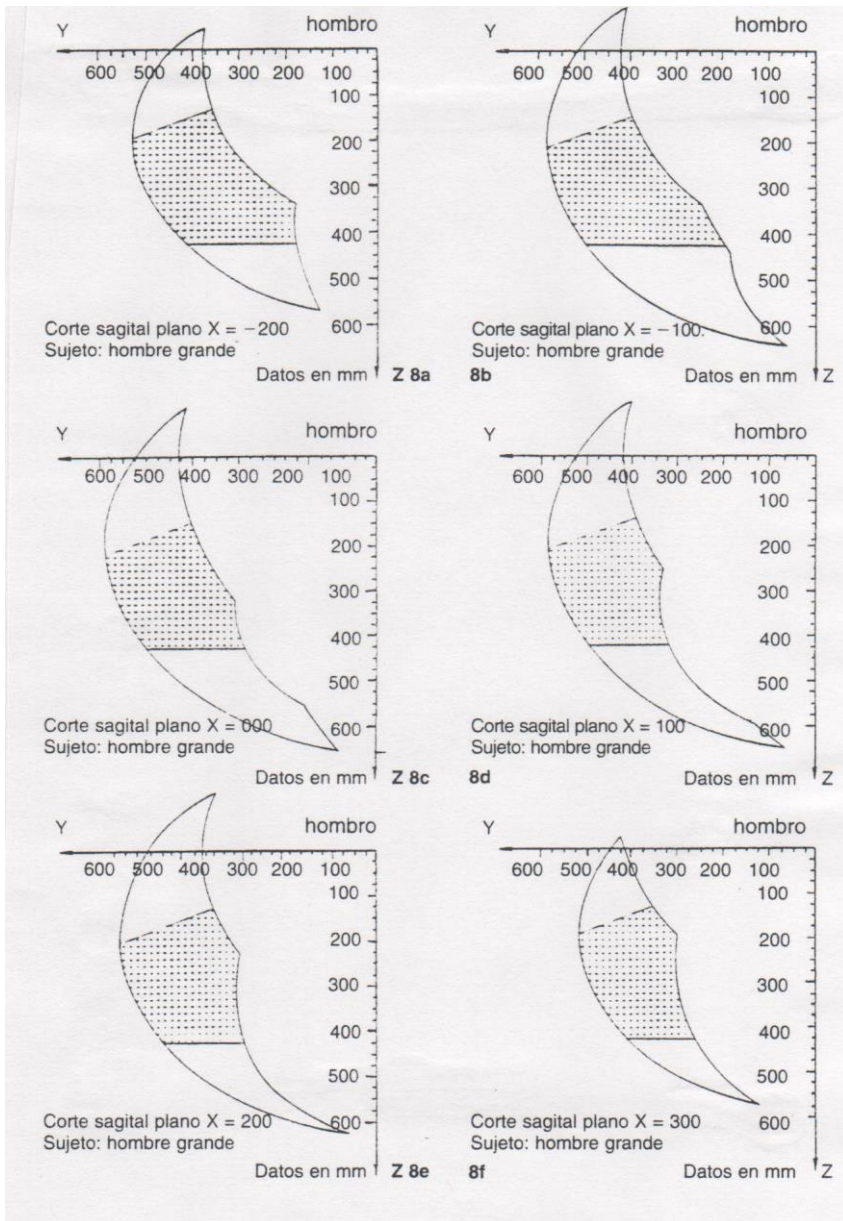 Y hombro
600 500 400 300 200 100
100
200
300
400
500
600
Corte sagital plano X = −200
Sujeto: hombre grande
Datos en mm Z 8a
Y hombro
600 500 400 300 200 100
100
200
300
400
500
600
Corte sagital plano X = −100.
Sujeto: hombre grande
8b Datos en mm Z
Y hombro
600 500 400 300 200 100
100
200
300
400
500
600
Corte sagital plano X = 000
Sujeto: hombre grande
Datos en mm Z 8c
Y hombro
600 500 400 300 200 100
100
200
300
400
500
600
Corte sagital plano X = 100
Sujeto: hombre grande
8d Datos en mm Z
Y hombro
600 500 400 300 200 100
100
200
300
400
500
600
Corte sagital plano X = 200
Sujeto: hombre grande
Datos en mm Z 8e
Y hombro
600 500 400 300 200 100
100
200
300
400
500
600
Corte sagital plano X = 300
Sujeto: hombre grande
8f Datos en mm Z